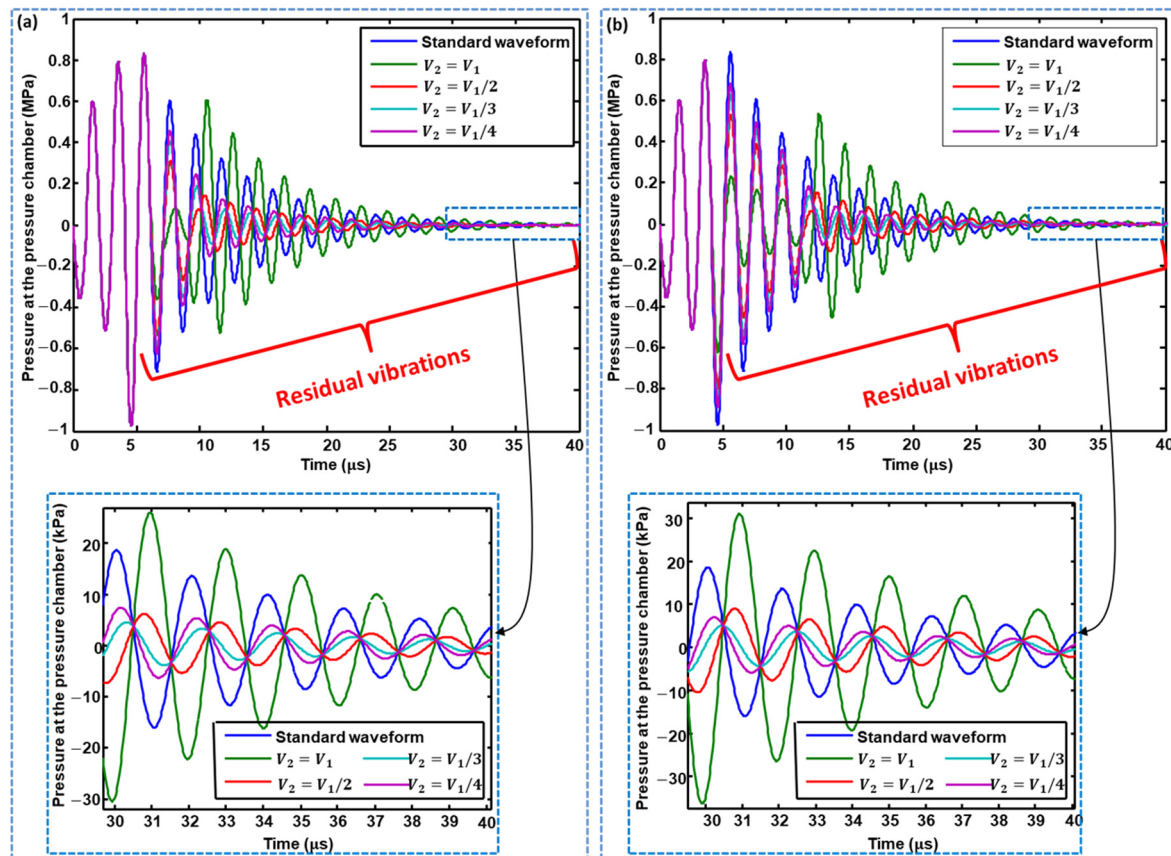 (a)
Pressure at the pressure chamber (MPa)
1
0.8
0.6
0.4
0.2
0
−0.2
−0.4
−0.6
−0.8
−1
Standard waveform
V₂ = V₁
V₂ = V₁/2
V₂ = V₁/3
V₂ = V₁/4
Residual vibrations
0 5 10 15 20 25 30 35 40
Time (µs)
Pressure at the pressure chamber (kPa)
20
10
0
−10
−20
−30
Standard waveform
V₂ = V₁
V₂ = V₁/3
V₂ = V₁/2
V₂ = V₁/4
30 31 32 33 34 35 36 37 38 39 40
Time (µs)
(b)
Pressure at the pressure chamber (MPa)
1
0.8
0.6
0.4
0.2
0
−0.2
−0.4
−0.6
−0.8
−1
Standard waveform
V₂ = V₁
V₂ = V₁/2
V₂ = V₁/3
V₂ = V₁/4
Residual vibrations
0 5 10 15 20 25 30 35 40
Time (µs)
Pressure at the pressure chamber (kPa)
30
20
10
0
−10
−20
−30
Standard waveform
V₂ = V₁
V₂ = V₁/3
V₂ = V₁/2
V₂ = V₁/4
30 31 32 33 34 35 36 37 38 39 40
Time (µs)